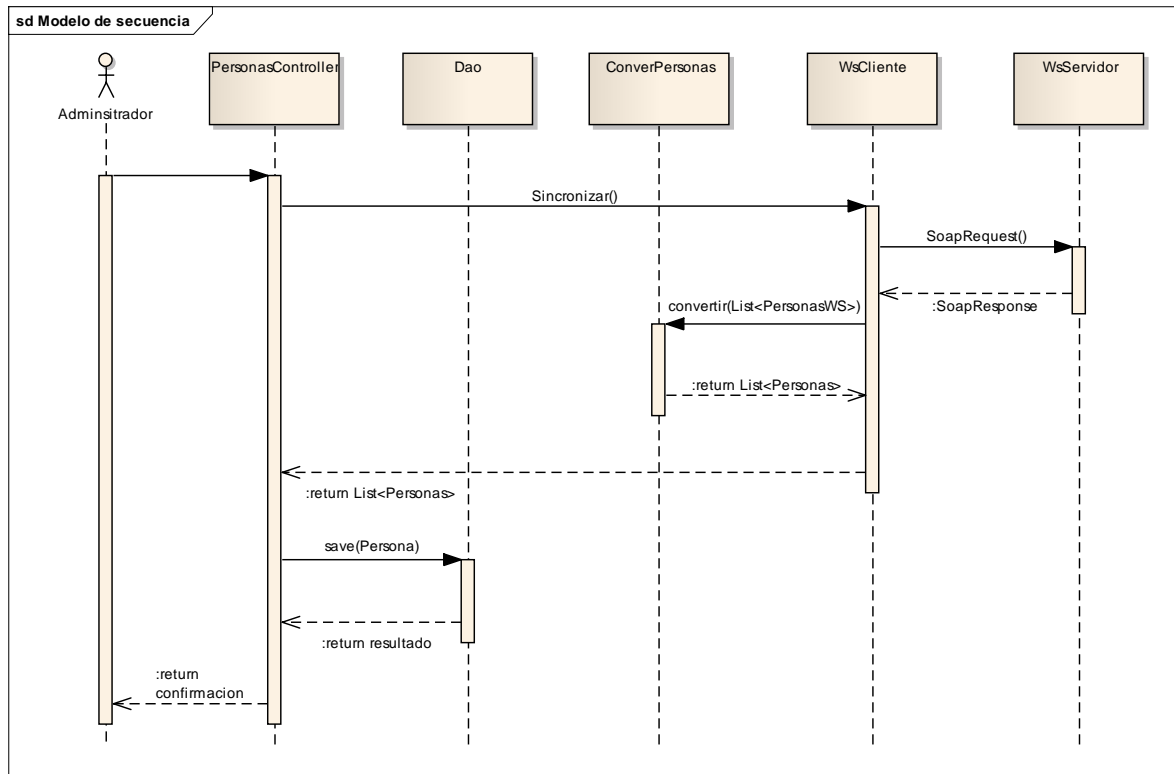 sd Modelo de secuencia
Adminsitrador
PersonasController
Dao
ConverPersonas
WsCliente
WsServidor
Sincronizar()
SoapRequest()
:SoapResponse
convertir(List<PersonasWS>)
:return List<Personas>
:return List<Personas>
save(Persona)
:return resultado
:return
confirmacion